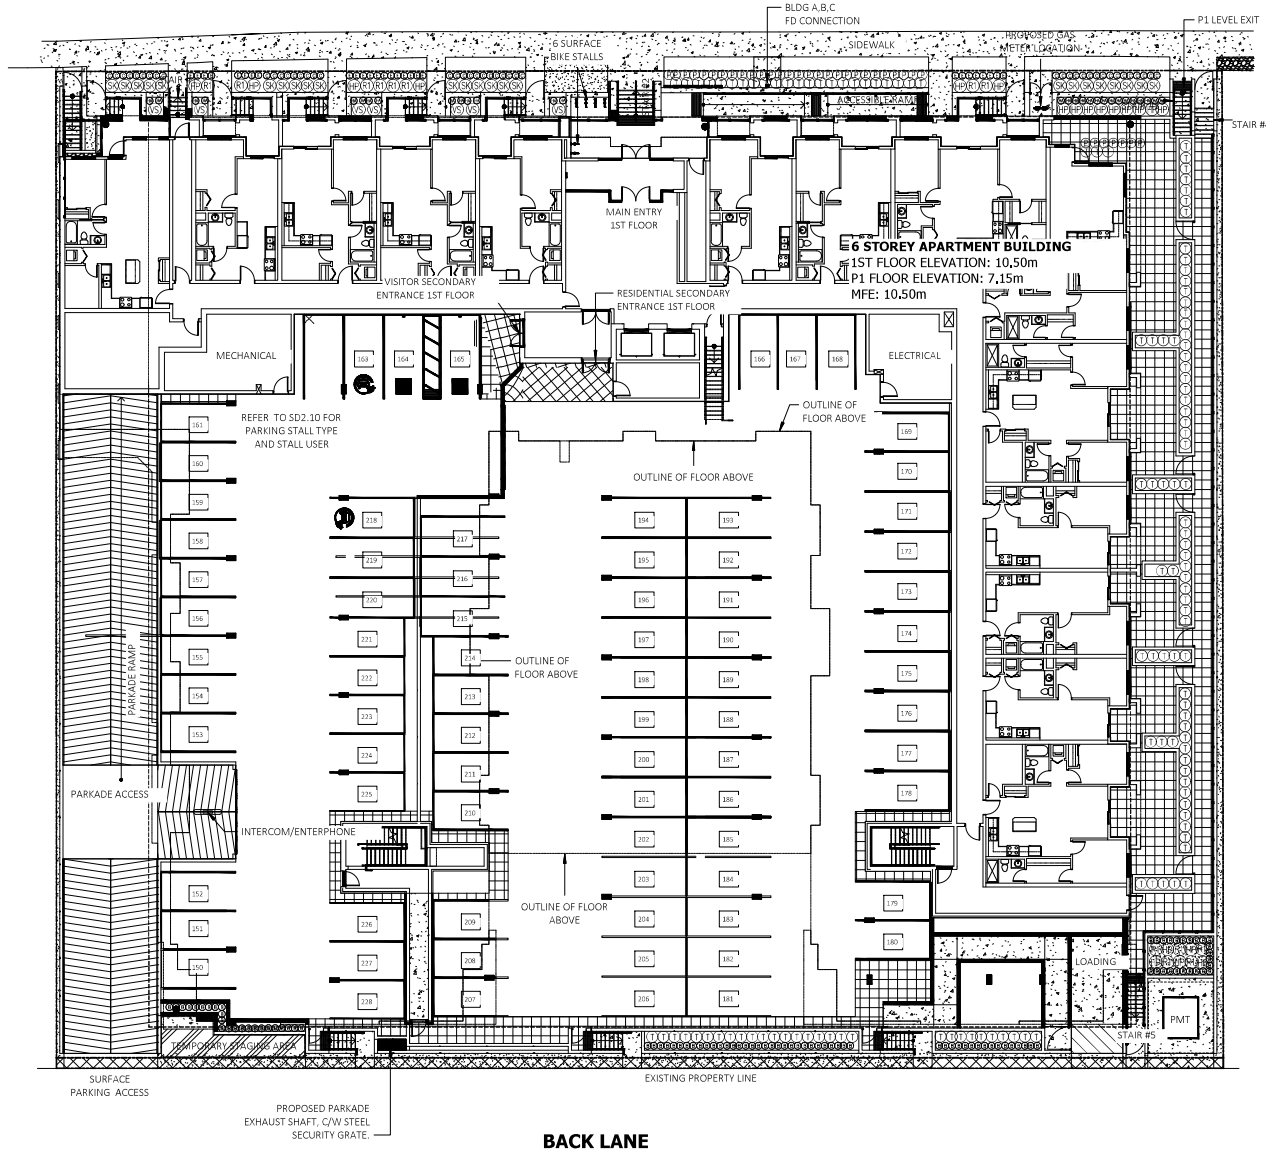 BLDG A,B,C
FD CONNECTION
P1 LEVEL EXIT
6 SURFACE
BIKE STALLS
SIDEWALK
PROPOSED GAS
METER LOCATION
ACCESSIBLE RAMP
STAIR #
MAIN ENTRY
1ST FLOOR
6 STOREY APARTMENT BUILDING
1ST FLOOR ELEVATION: 10.50m
P1 FLOOR ELEVATION: 7.15m
MFE: 10.50m
VISITOR SECONDARY
ENTRANCE 1ST FLOOR
RESIDENTIAL SECONDARY
ENTRANCE 1ST FLOOR
MECHANICAL
163
164
165
166
167
168
ELECTRICAL
REFER TO SD2.10 FOR
PARKING STALL TYPE
AND STALL USER
OUTLINE OF
FLOOR ABOVE
OUTLINE OF FLOOR ABOVE
161
160
159
158
157
156
155
154
153
PARKADE RAMP
218
219
220
221
222
223
224
225
217
216
215
214
213
212
211
210
OUTLINE OF
FLOOR ABOVE
194
195
196
197
198
199
200
201
202
203
204
205
206
193
192
191
190
189
188
187
186
185
184
183
182
181
169
170
171
172
173
174
175
176
177
178
179
180
PARKADE ACCESS
INTERCOM/ENTERPHONE
152
151
150
226
227
228
209
208
207
OUTLINE OF FLOOR
ABOVE
LOADING
PMT
STAIR #5
TEMPORARY STAGING AREA
SURFACE
PARKING ACCESS
EXISTING PROPERTY LINE
PROPOSED PARKADE
EXHAUST SHAFT, C/W STEEL
SECURITY GRATE.
BACK LANE